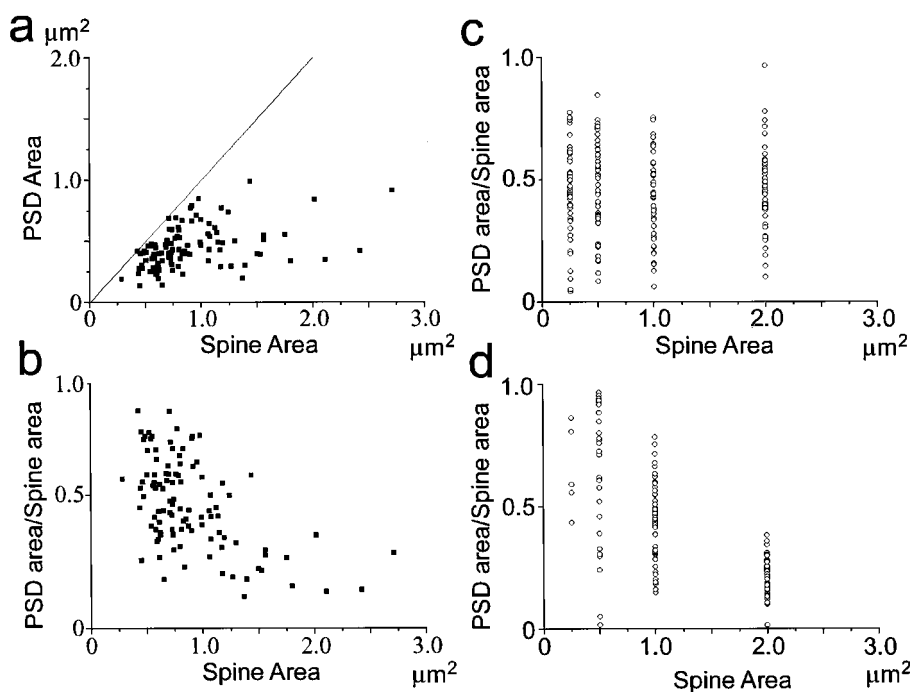 a μm²
PSD Area
2.0
1.0
0
0 1.0 2.0 3.0
Spine Area μm²
b
PSD area/Spine area
1.0
0.5
0
0 1.0 2.0 3.0
Spine Area μm²
c
PSD area/Spine area
1.0
0.5
0
0 1.0 2.0 3.0
Spine Area μm²
d
PSD area/Spine area
1.0
0.5
0
0 1.0 2.0 3.0
Spine Area μm²